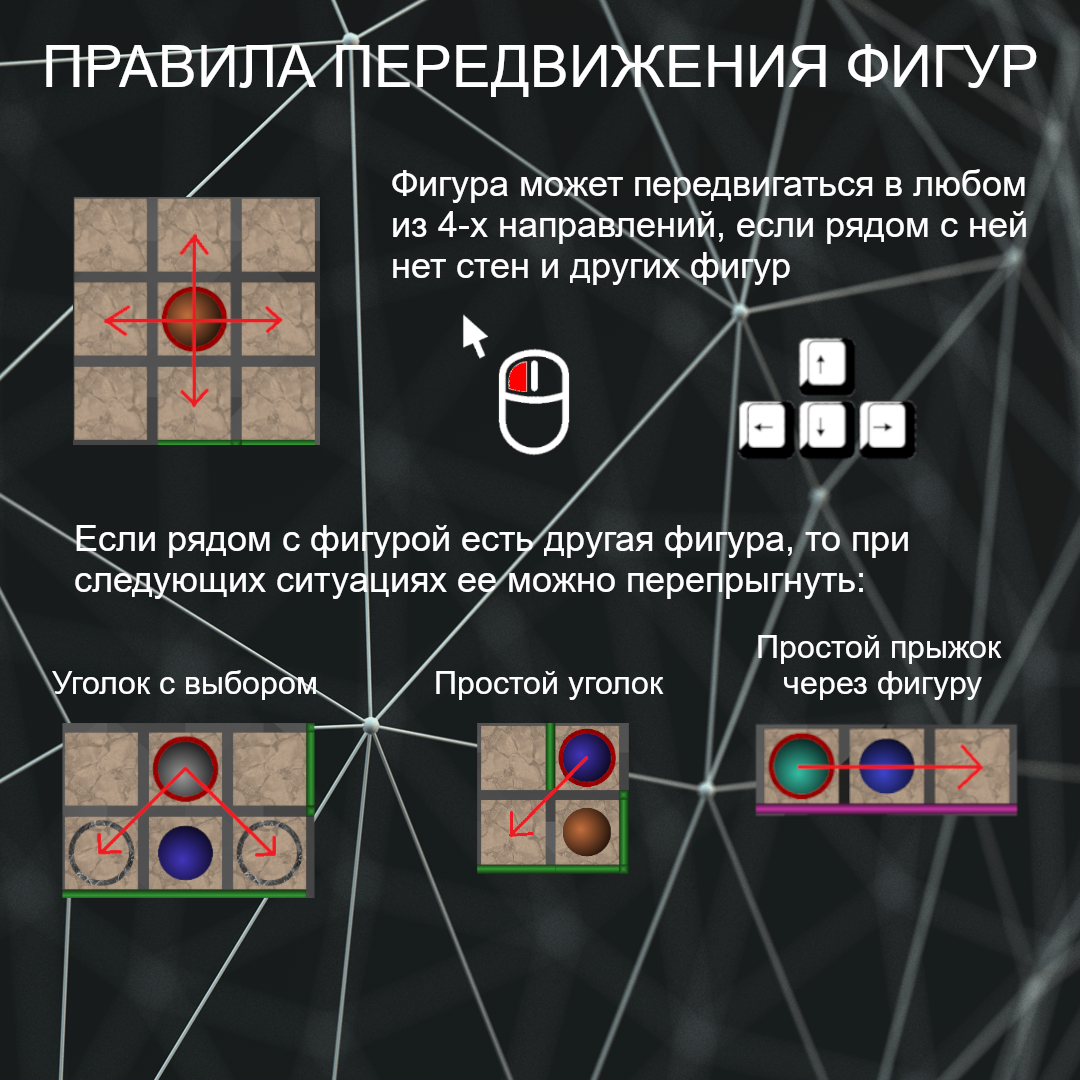 ПРАВИЛА ПЕРЕДВИЖЕНИЯ ФИГУР
Фигура может передвигаться в любом
из 4-х направлений, если рядом с ней
нет стен и других фигур
↑
← ↓ →
Если рядом с фигурой есть другая фигура, то при
следующих ситуациях ее можно перепрыгнуть:
Уголок с выбором
Простой уголок
Простой прыжок
через фигуру